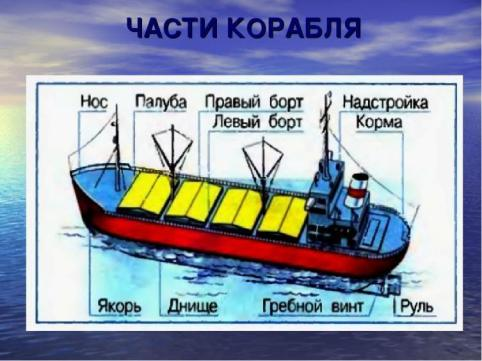 ЧАСТИ КОРАБЛЯ
Нос Палуба Правый борт Надстройка
Левый борт Корма
Якорь Днище Гребной винт Руль